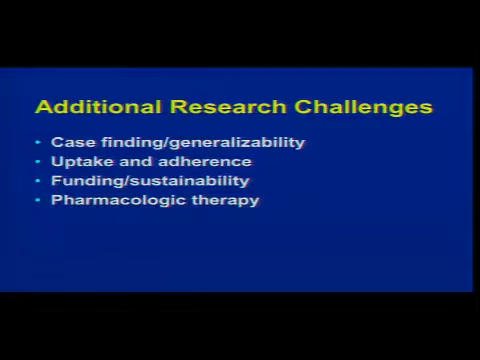 Additional Research Challenges
• Case finding/generalizability
• Uptake and adherence
• Funding/sustainability
• Pharmacologic therapy